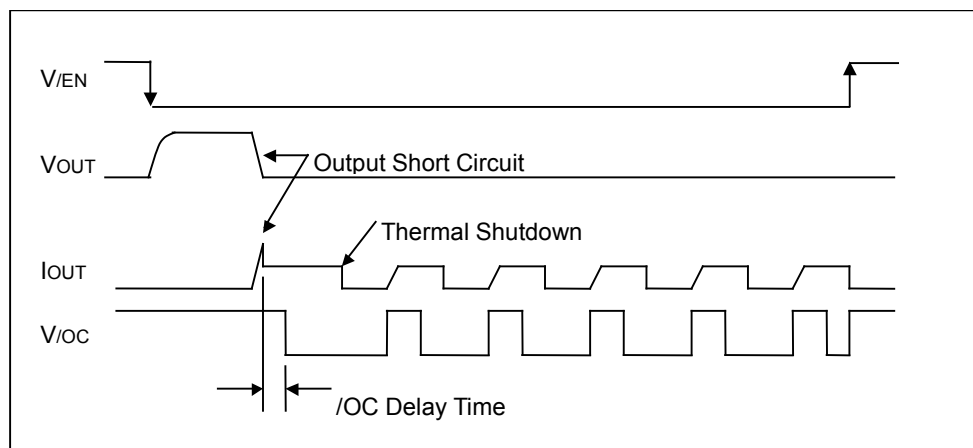 V/EN
VOUT
Output Short Circuit
Thermal Shutdown
IOUT
V/OC
/OC Delay Time